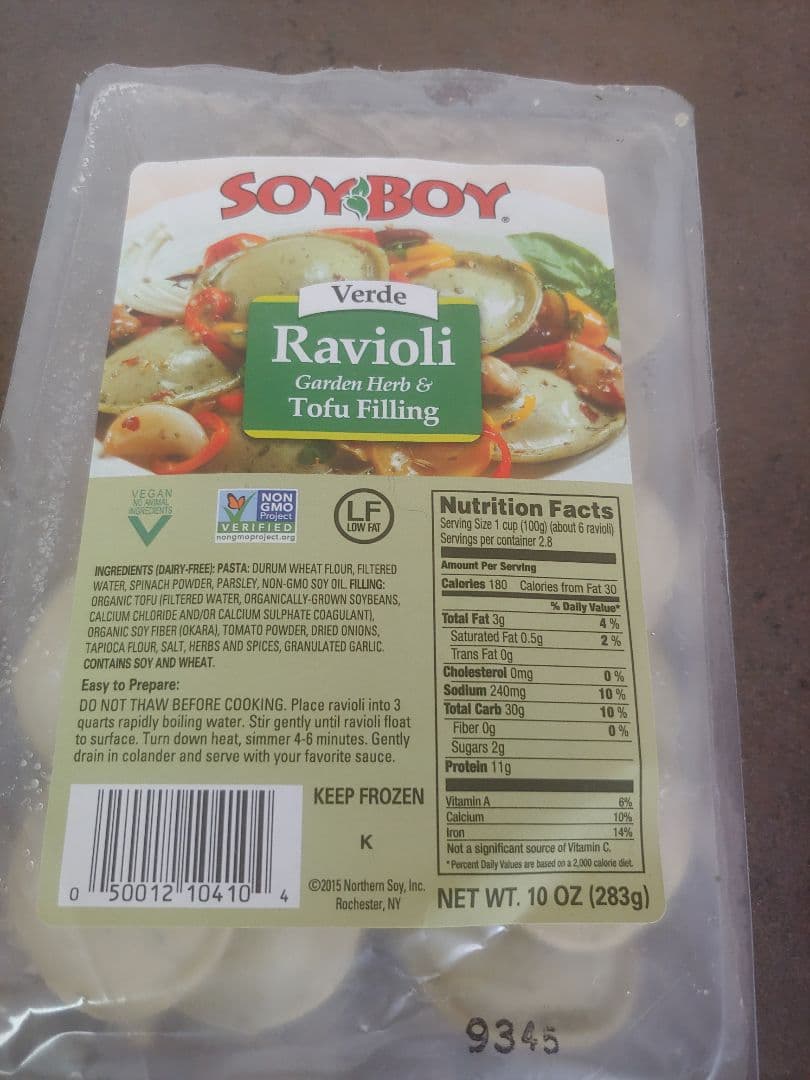 SOYBOY®
Verde
Ravioli
Garden Herb &
Tofu Filling
VEGAN
NO ANIMAL
INGREDIENTS
NON
GMO
Project
VERIFIED
nongmoproject.org
LF
LOW FAT
INGREDIENTS (DAIRY-FREE): PASTA: DURUM WHEAT FLOUR, FILTERED
WATER, SPINACH POWDER, PARSLEY, NON-GMO SOY OIL. FILLING:
ORGANIC TOFU (FILTERED WATER, ORGANICALLY-GROWN SOYBEANS,
CALCIUM CHLORIDE AND/OR CALCIUM SULPHATE COAGULANT),
ORGANIC SOY FIBER (OKARA), TOMATO POWDER, DRIED ONIONS,
TAPIOCA FLOUR, SALT, HERBS AND SPICES, GRANULATED GARLIC.
CONTAINS SOY AND WHEAT.
Easy to Prepare:
DO NOT THAW BEFORE COOKING. Place ravioli into 3
quarts rapidly boiling water. Stir gently until ravioli float
to surface. Turn down heat, simmer 4-6 minutes. Gently
drain in colander and serve with your favorite sauce.
KEEP FROZEN
K
0 50012 10410 4
©2015 Northern Soy, Inc.
Rochester, NY
Nutrition Facts
Serving Size 1 cup (100g) (about 6 ravioli)
Servings per container 2.8
Amount Per Serving
Calories 180 Calories from Fat 30
% Daily Value*
Total Fat 3g 4%
Saturated Fat 0.5g 2%
Trans Fat 0g
Cholesterol 0mg 0%
Sodium 240mg 10%
Total Carb 30g 10%
Fiber 0g 0%
Sugars 2g
Protein 11g
Vitamin A 6%
Calcium 10%
Iron 14%
Not a significant source of Vitamin C.
*Percent Daily Values are based on a 2,000 calorie diet.
NET WT. 10 OZ (283g)
9345